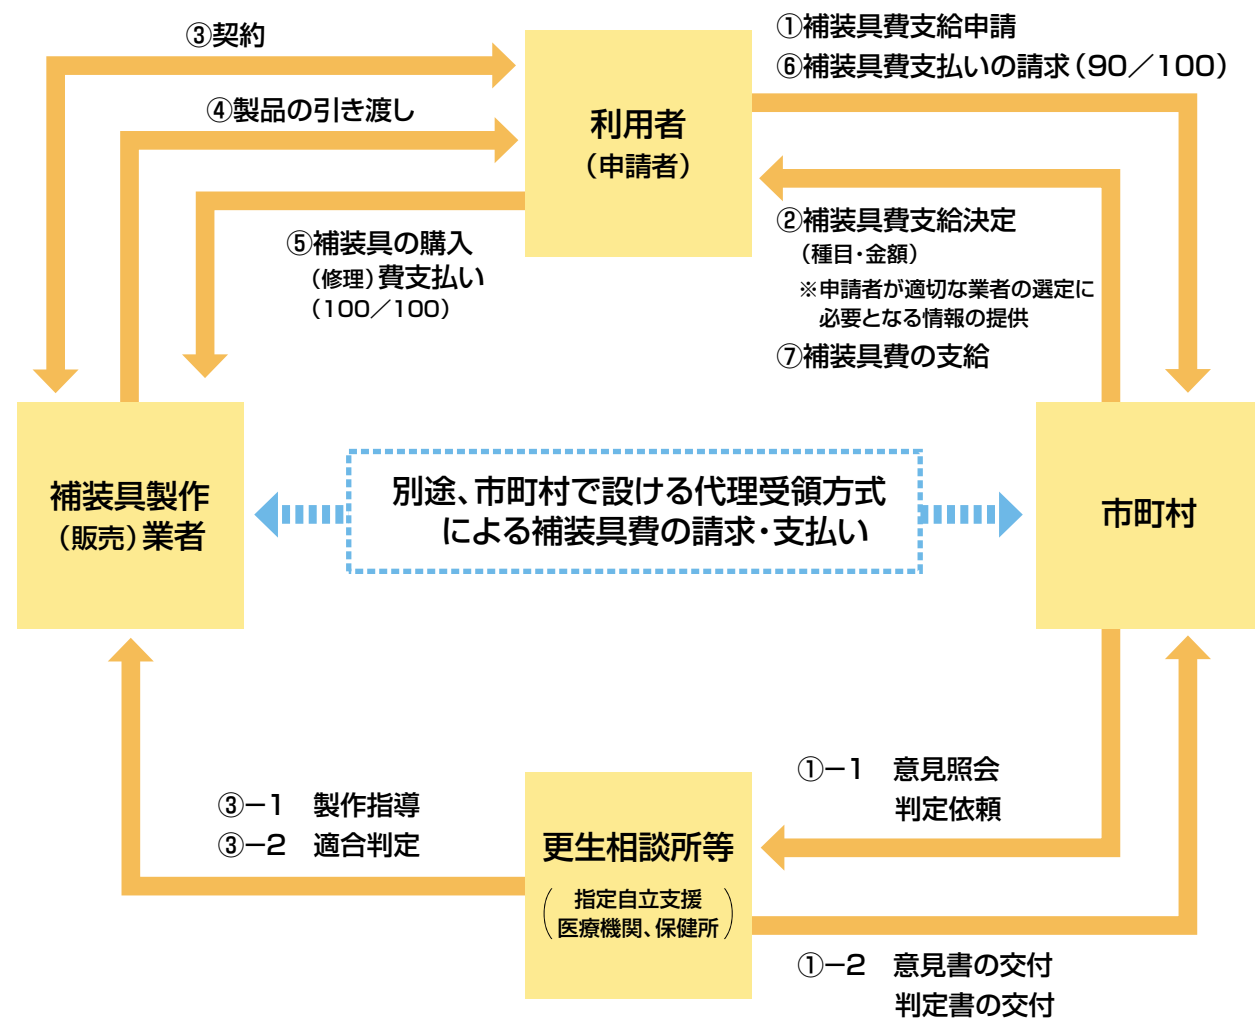 ③契約
④製品の引き渡し
⑤補装具の購入
（修理）費支払い
（100／100）
利用者
（申請者）
①補装具費支給申請
⑥補装具費支払いの請求（90／100）
②補装具費支給決定
（種目・金額）
※申請者が適切な業者の選定に
必要となる情報の提供
⑦補装具費の支給
補装具製作
（販売）業者
別途、市町村で設ける代理受領方式
による補装具費の請求・支払い
市町村
③－1　製作指導
③－2　適合判定
更生相談所等
（指定自立支援
医療機関、保健所）
①－1　意見照会
判定依頼
①－2　意見書の交付
判定書の交付